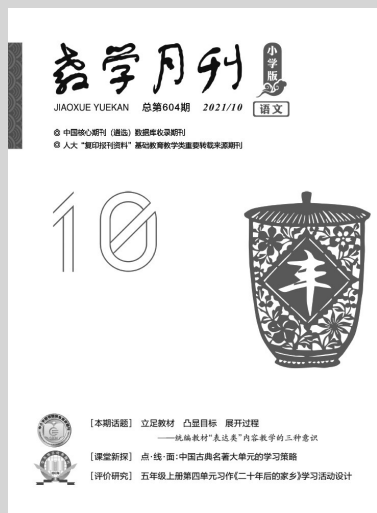 教学月刊
小学版
JIAOXUE YUEKAN 总第604期 2021/10 语文
中国核心期刊（遴选）数据库收录期刊
人大“复印报刊资料”基础教育教学类重要转载来源期刊
10
丰
[本期话题] 立足教材 凸显目标 展开过程
——统编教材“表达类”内容教学的三种意识
[课堂新探] 点·线·面：中国古典名著大单元的学习策略
[评价研究] 五年级上册第四单元习作《二十年后的家乡》学习活动设计